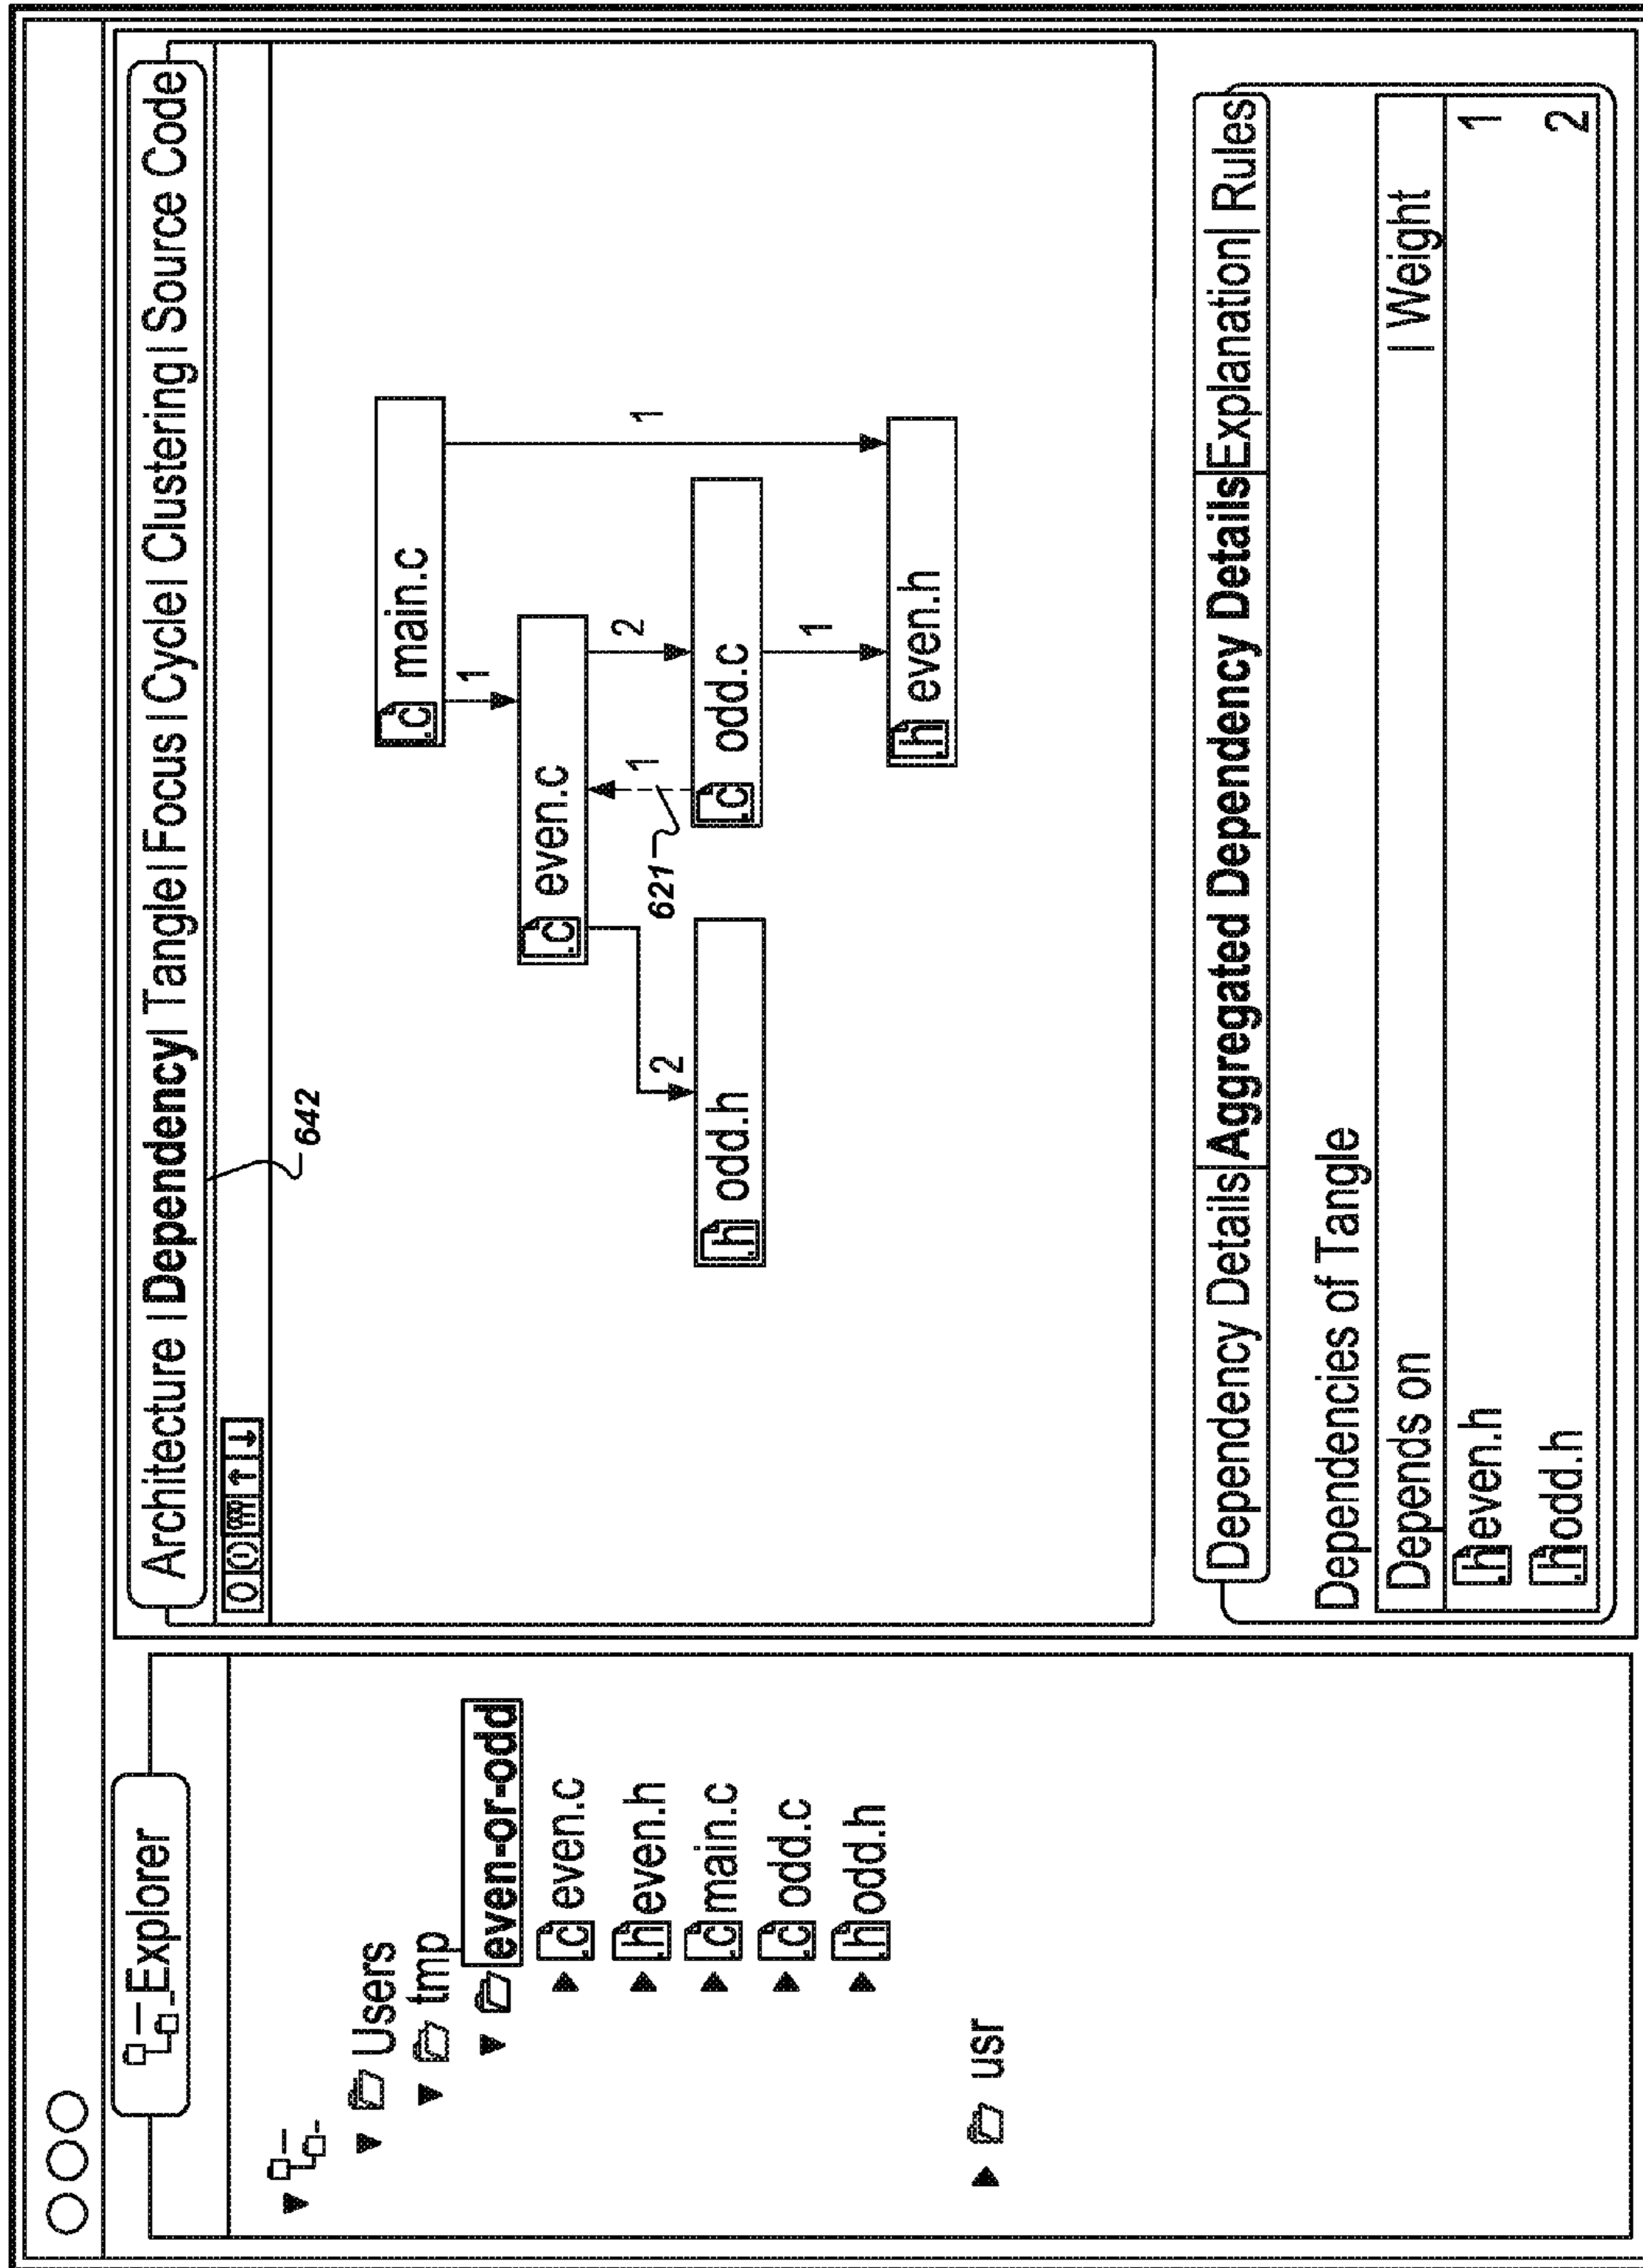 Explorer
Users
tmp
even-or-odd
.c even.c
.h even.h
.c main.c
.c odd.c
.h odd.h
usr
Architecture | Dependency | Tangle | Focus | Cycle | Clustering | Source Code
642
.c main.c
1
1
.c even.c
2
2
621
1
.h odd.h
.c odd.c
1
.h even.h
Dependency Details | Aggregated Dependency Details | Explanation | Rules
Dependencies of Tangle
Depends on | Weight
.h even.h 1
.h odd.h 2